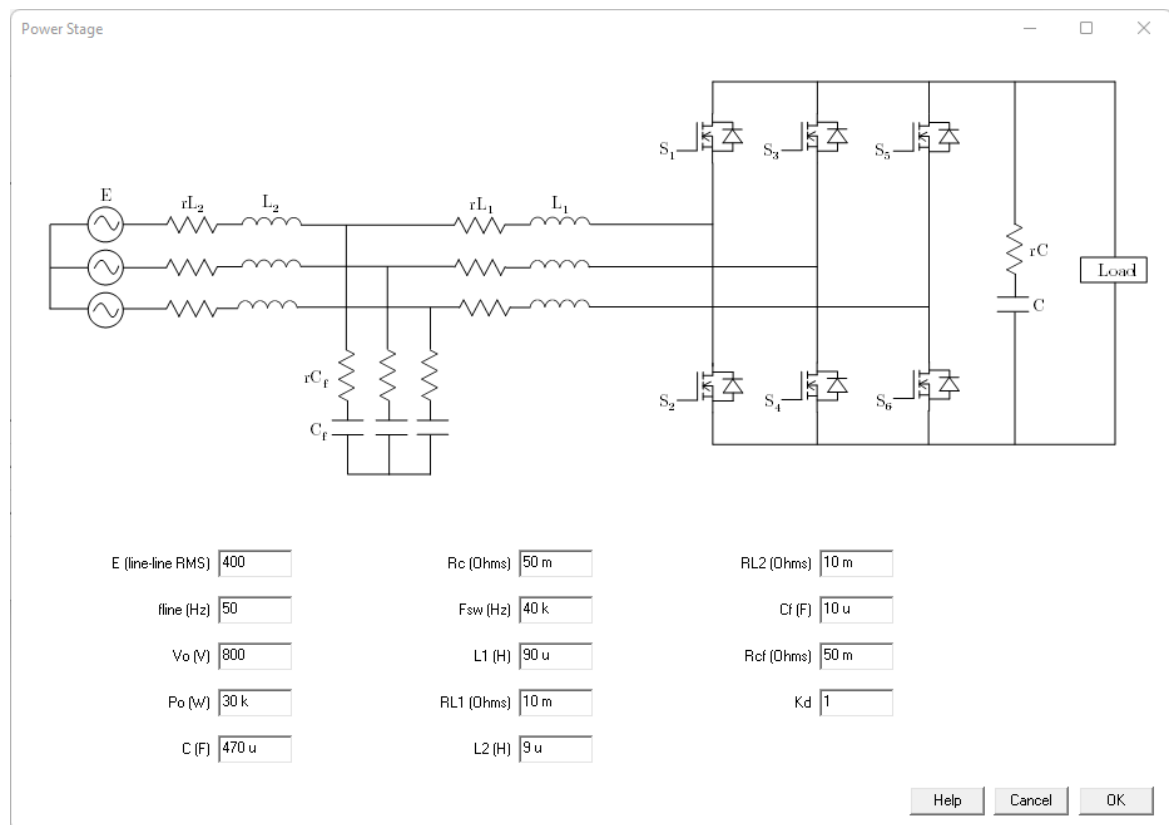 Power Stage
E
rL2
L2
rL1
L1
S1
S3
S5
rC
C
Load
rCf
Cf
S2
S4
S6
E (line-line RMS) 400
fline (Hz) 50
Vo (V) 800
Po (W) 30 k
C (F) 470 u
Rc (Ohms) 50 m
Fsw (Hz) 40 k
L1 (H) 90 u
RL1 (Ohms) 10 m
L2 (H) 9 u
RL2 (Ohms) 10 m
Cf (F) 10 u
Rcf (Ohms) 50 m
Kd 1
Help Cancel OK